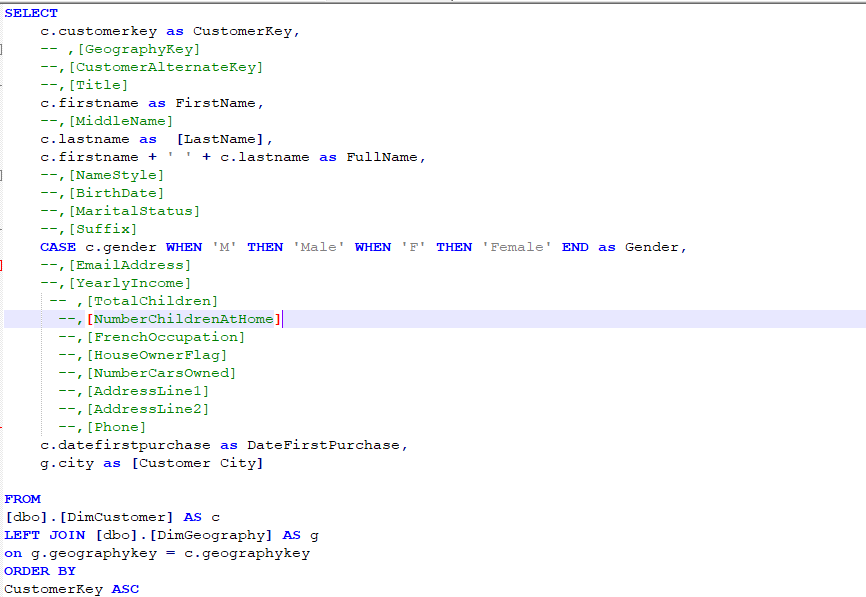 SELECT
c.customerkey as CustomerKey,
-- ,[GeographyKey]
--,[CustomerAlternateKey]
--,[Title]
c.firstname as FirstName,
--,[MiddleName]
c.lastname as  [LastName],
c.firstname + ' ' + c.lastname as FullName,
--,[NameStyle]
--,[BirthDate]
--,[MaritalStatus]
--,[Suffix]
CASE c.gender WHEN 'M' THEN 'Male' WHEN 'F' THEN 'Female' END as Gender,
--,[EmailAddress]
--,[YearlyIncome]
-- ,[TotalChildren]
--,[NumberChildrenAtHome]
--,[FrenchOccupation]
--,[HouseOwnerFlag]
--,[NumberCarsOwned]
--,[AddressLine1]
--,[AddressLine2]
--,[Phone]
c.datefirstpurchase as DateFirstPurchase,
g.city as [Customer City]
FROM
[dbo].[DimCustomer] AS c
LEFT JOIN [dbo].[DimGeography] AS g
on g.geographykey = c.geographykey
ORDER BY
CustomerKey ASC